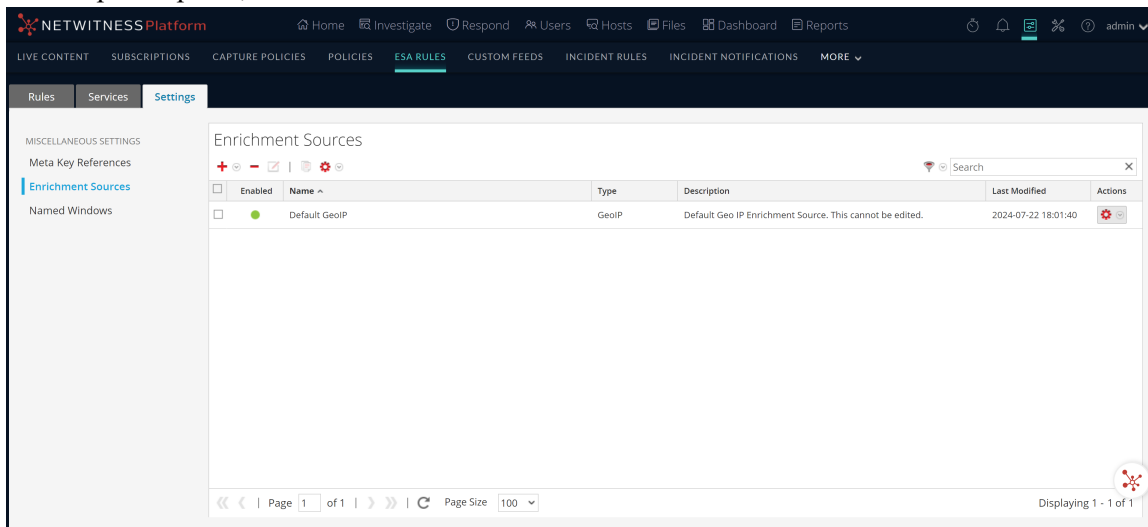 NETWITNESS Platform Home Investigate Respond Users Hosts Files Dashboard Reports admin
LIVE CONTENT SUBSCRIPTIONS CAPTURE POLICIES POLICIES ESA RULES CUSTOM FEEDS INCIDENT RULES INCIDENT NOTIFICATIONS MORE
Rules Services Settings
MISCELLANEOUS SETTINGS
Meta Key References
Enrichment Sources
Named Windows
Enrichment Sources
Search
Enabled Name Type Description Last Modified Actions
Default GeoIP GeoIP Default Geo IP Enrichment Source. This cannot be edited. 2024-07-22 18:01:40
Page 1 of 1 Page Size 100 Displaying 1 - 1 of 1